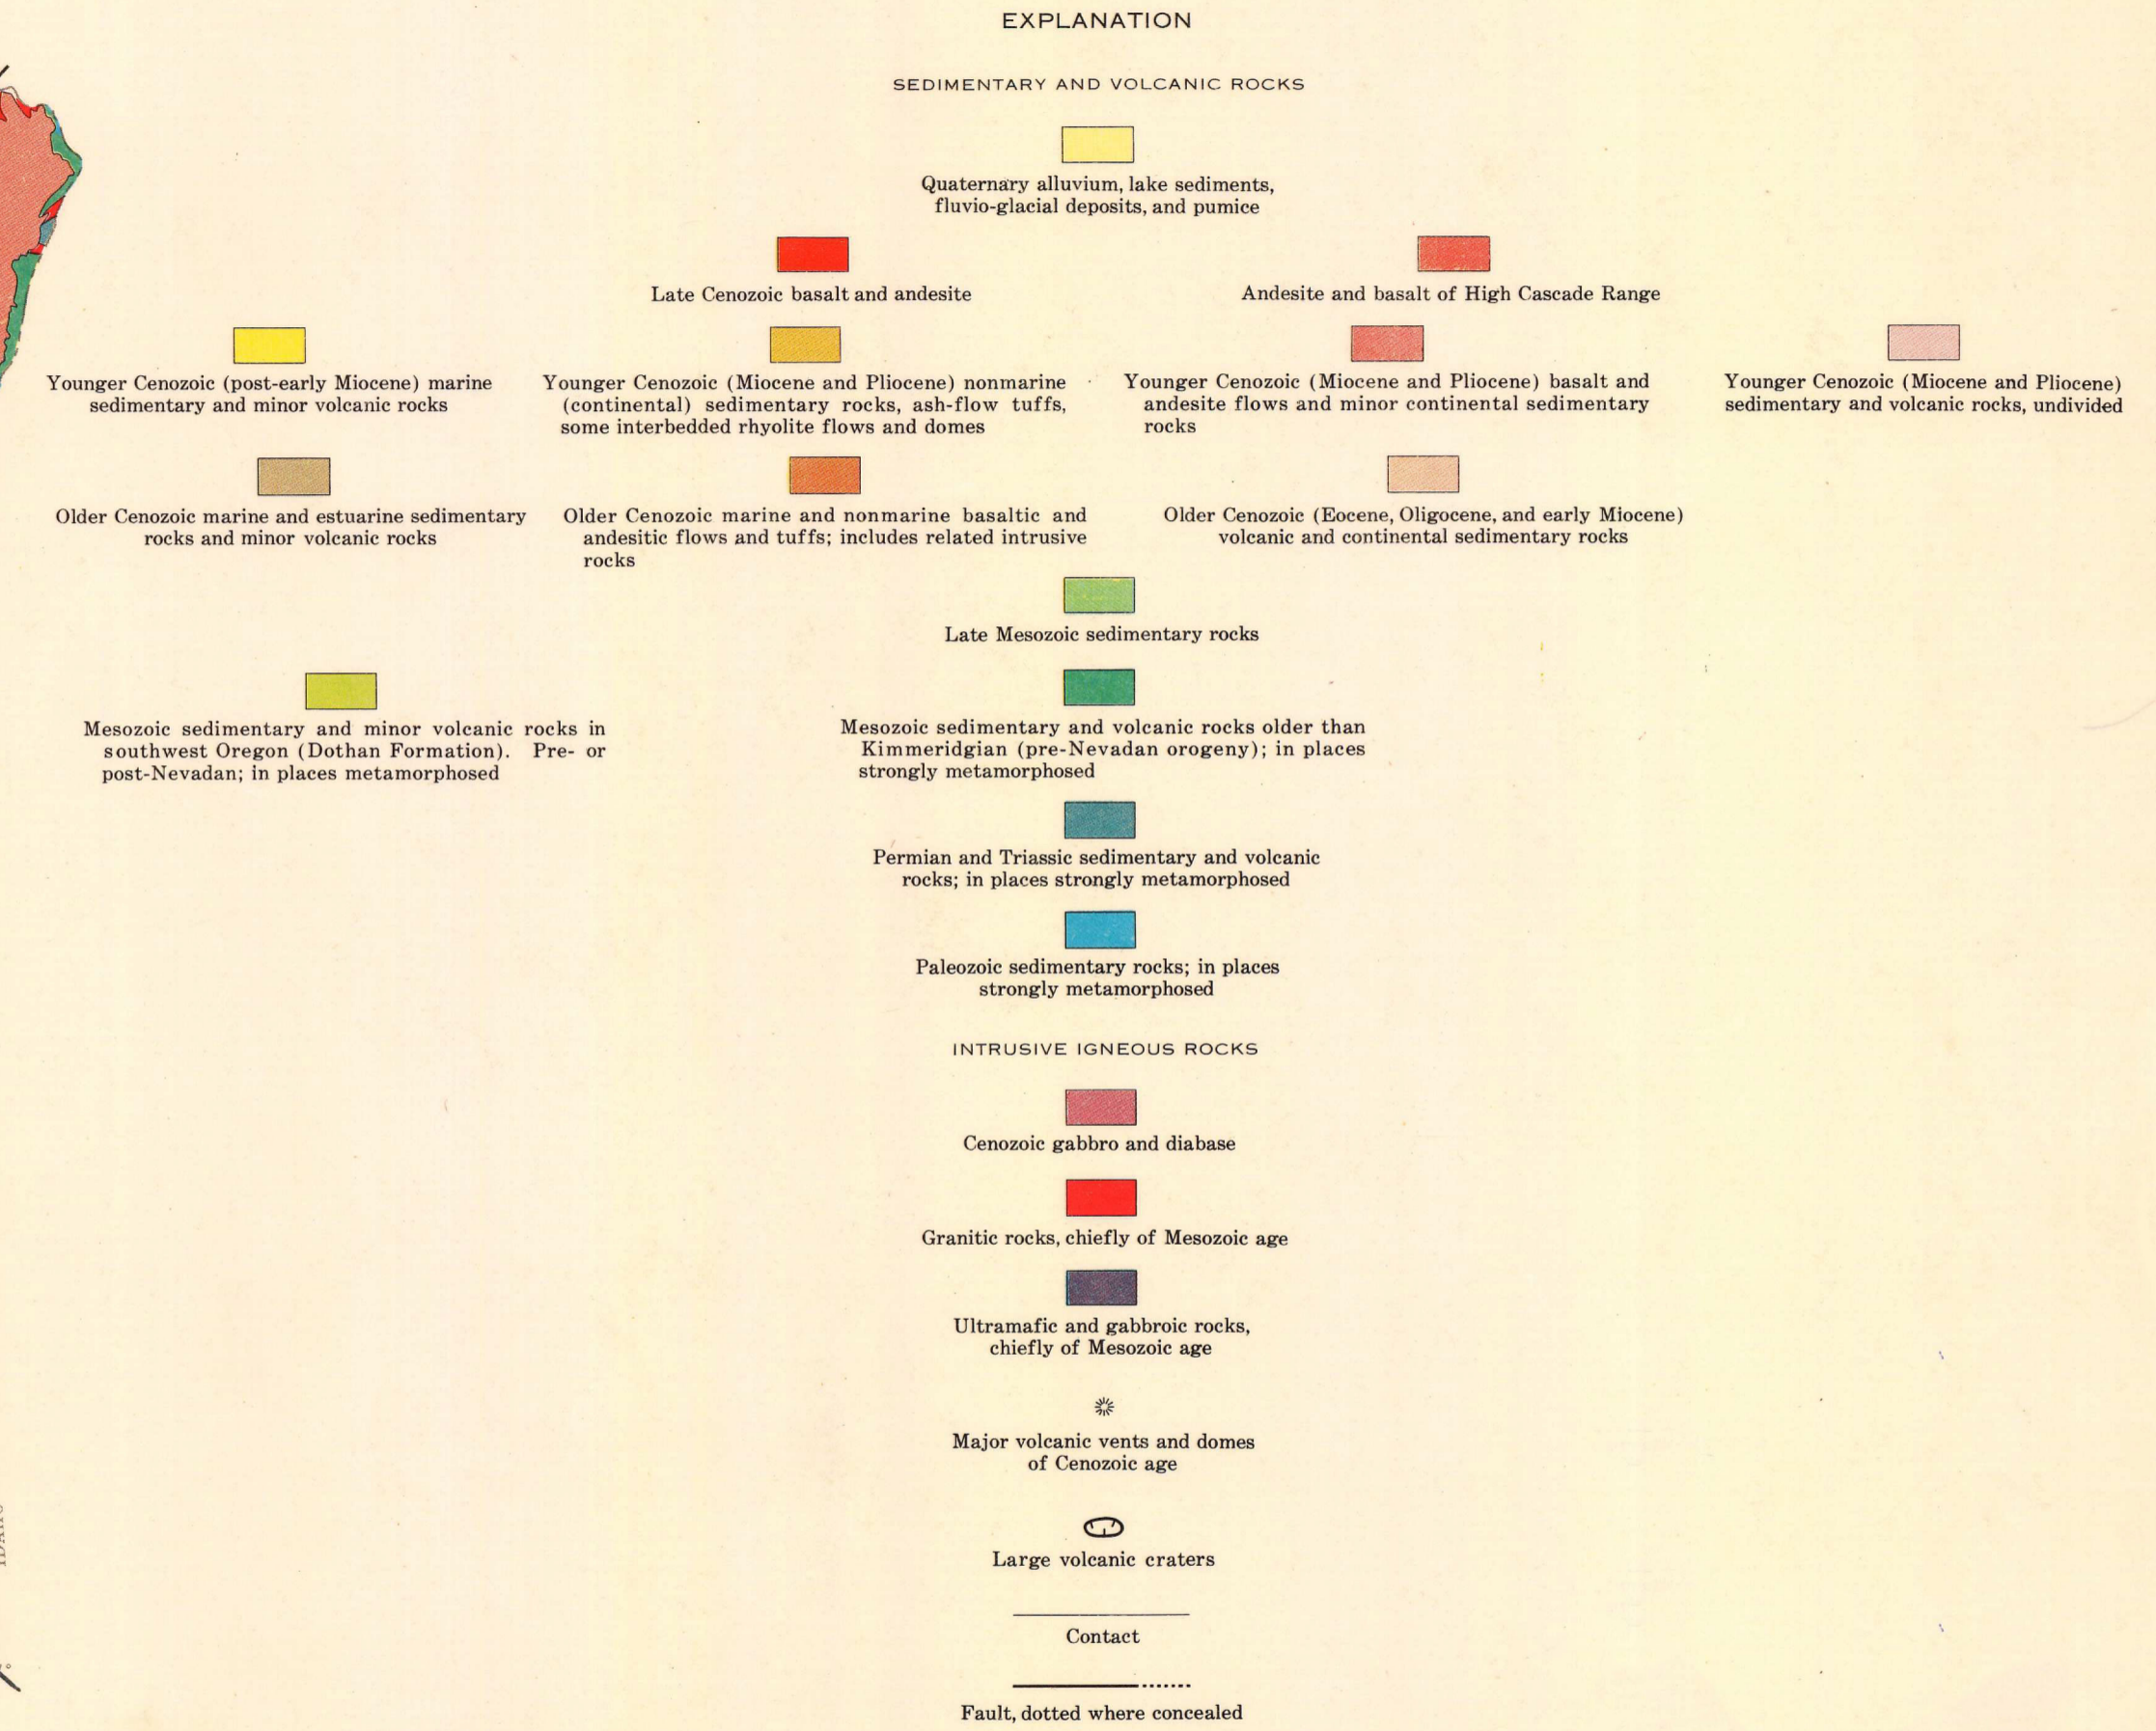 EXPLANATION
SEDIMENTARY AND VOLCANIC ROCKS
Quaternary alluvium, lake sediments,
fluvio-glacial deposits, and pumice
Late Cenozoic basalt and andesite
Andesite and basalt of High Cascade Range
Younger Cenozoic (post-early Miocene) marine
sedimentary and minor volcanic rocks
Younger Cenozoic (Miocene and Pliocene) nonmarine
(continental) sedimentary rocks, ash-flow tuffs,
some interbedded rhyolite flows and domes
Younger Cenozoic (Miocene and Pliocene) basalt and
andesite flows and minor continental sedimentary
rocks
Younger Cenozoic (Miocene and Pliocene)
sedimentary and volcanic rocks, undivided
Older Cenozoic marine and estuarine sedimentary
rocks and minor volcanic rocks
Older Cenozoic marine and nonmarine basaltic and
andesitic flows and tuffs; includes related intrusive
rocks
Older Cenozoic (Eocene, Oligocene, and early Miocene)
volcanic and continental sedimentary rocks
Late Mesozoic sedimentary rocks
Mesozoic sedimentary and minor volcanic rocks in
southwest Oregon (Dothan Formation). Pre- or
post-Nevadan; in places metamorphosed
Mesozoic sedimentary and volcanic rocks older than
Kimmeridgian (pre-Nevadan orogeny); in places
strongly metamorphosed
Permian and Triassic sedimentary and volcanic
rocks; in places strongly metamorphosed
Paleozoic sedimentary rocks; in places
strongly metamorphosed
INTRUSIVE IGNEOUS ROCKS
Cenozoic gabbro and diabase
Granitic rocks, chiefly of Mesozoic age
Ultramafic and gabbroic rocks,
chiefly of Mesozoic age
Major volcanic vents and domes
of Cenozoic age
Large volcanic craters
Contact
Fault, dotted where concealed